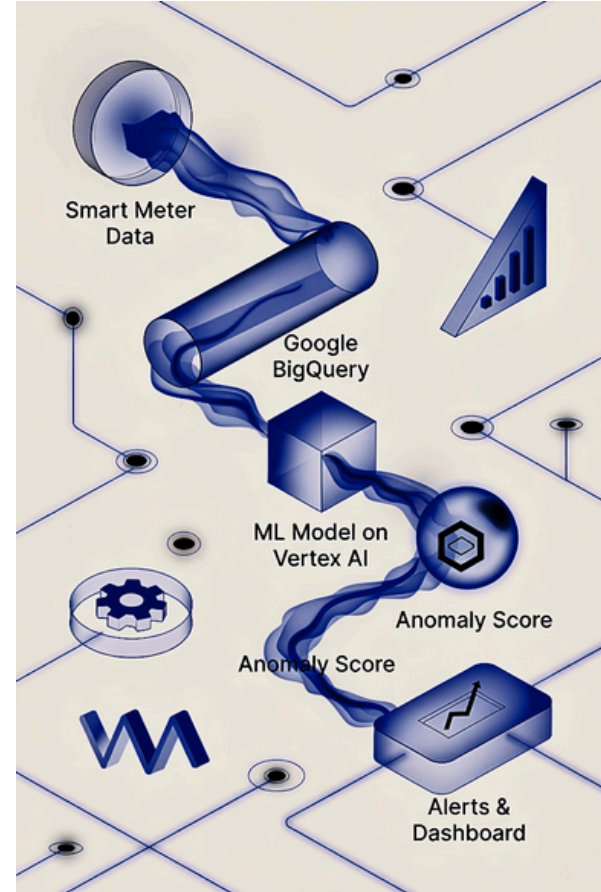 Smart Meter
Data
Google
BigQuery
ML Model on
Vertex AI
Anomaly Score
Anomaly Score
Alerts &
Dashboard